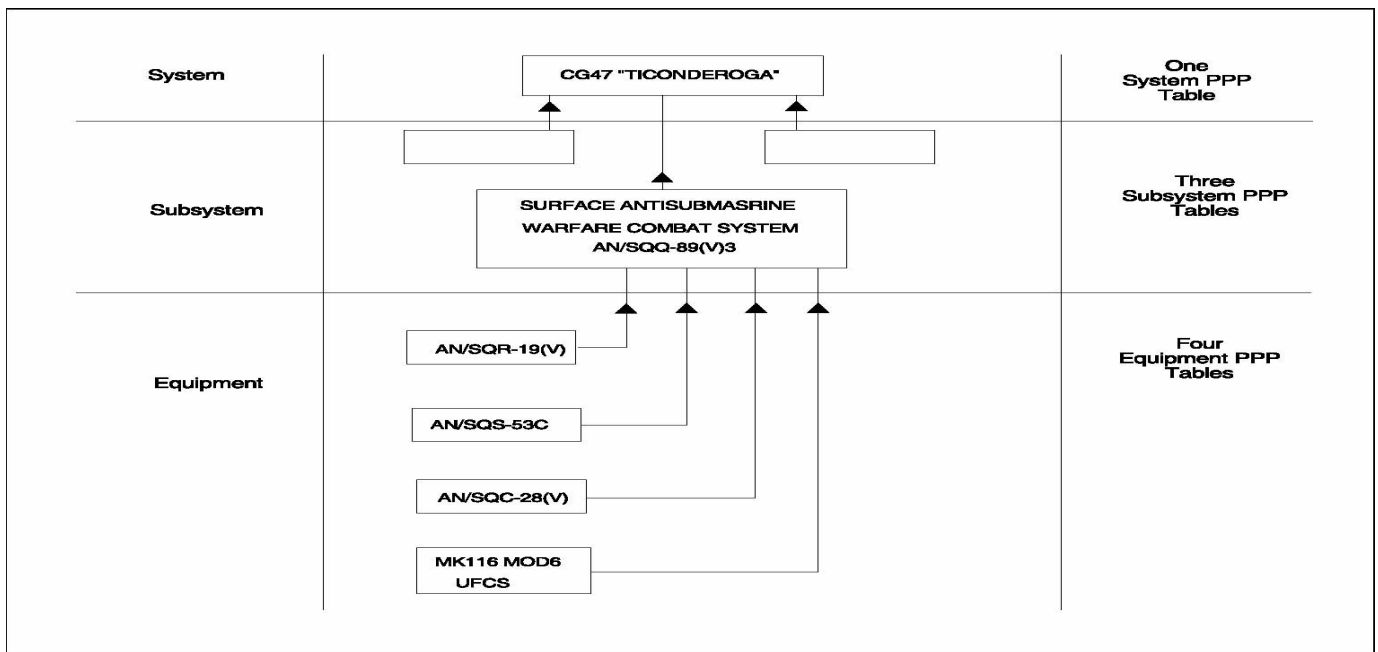 System
CG47 "TICONDEROGA"
One
System PPP
Table
Subsystem
SURFACE ANTISUBMASRINE
WARFARE COMBAT SYSTEM
AN/SQQ-89(V)3
Three
Subsystem PPP
Tables
Equipment
AN/SQR-19(V)
AN/SQS-53C
AN/SQC-28(V)
MK116 MOD6
UFCS
Four
Equipment PPP
Tables